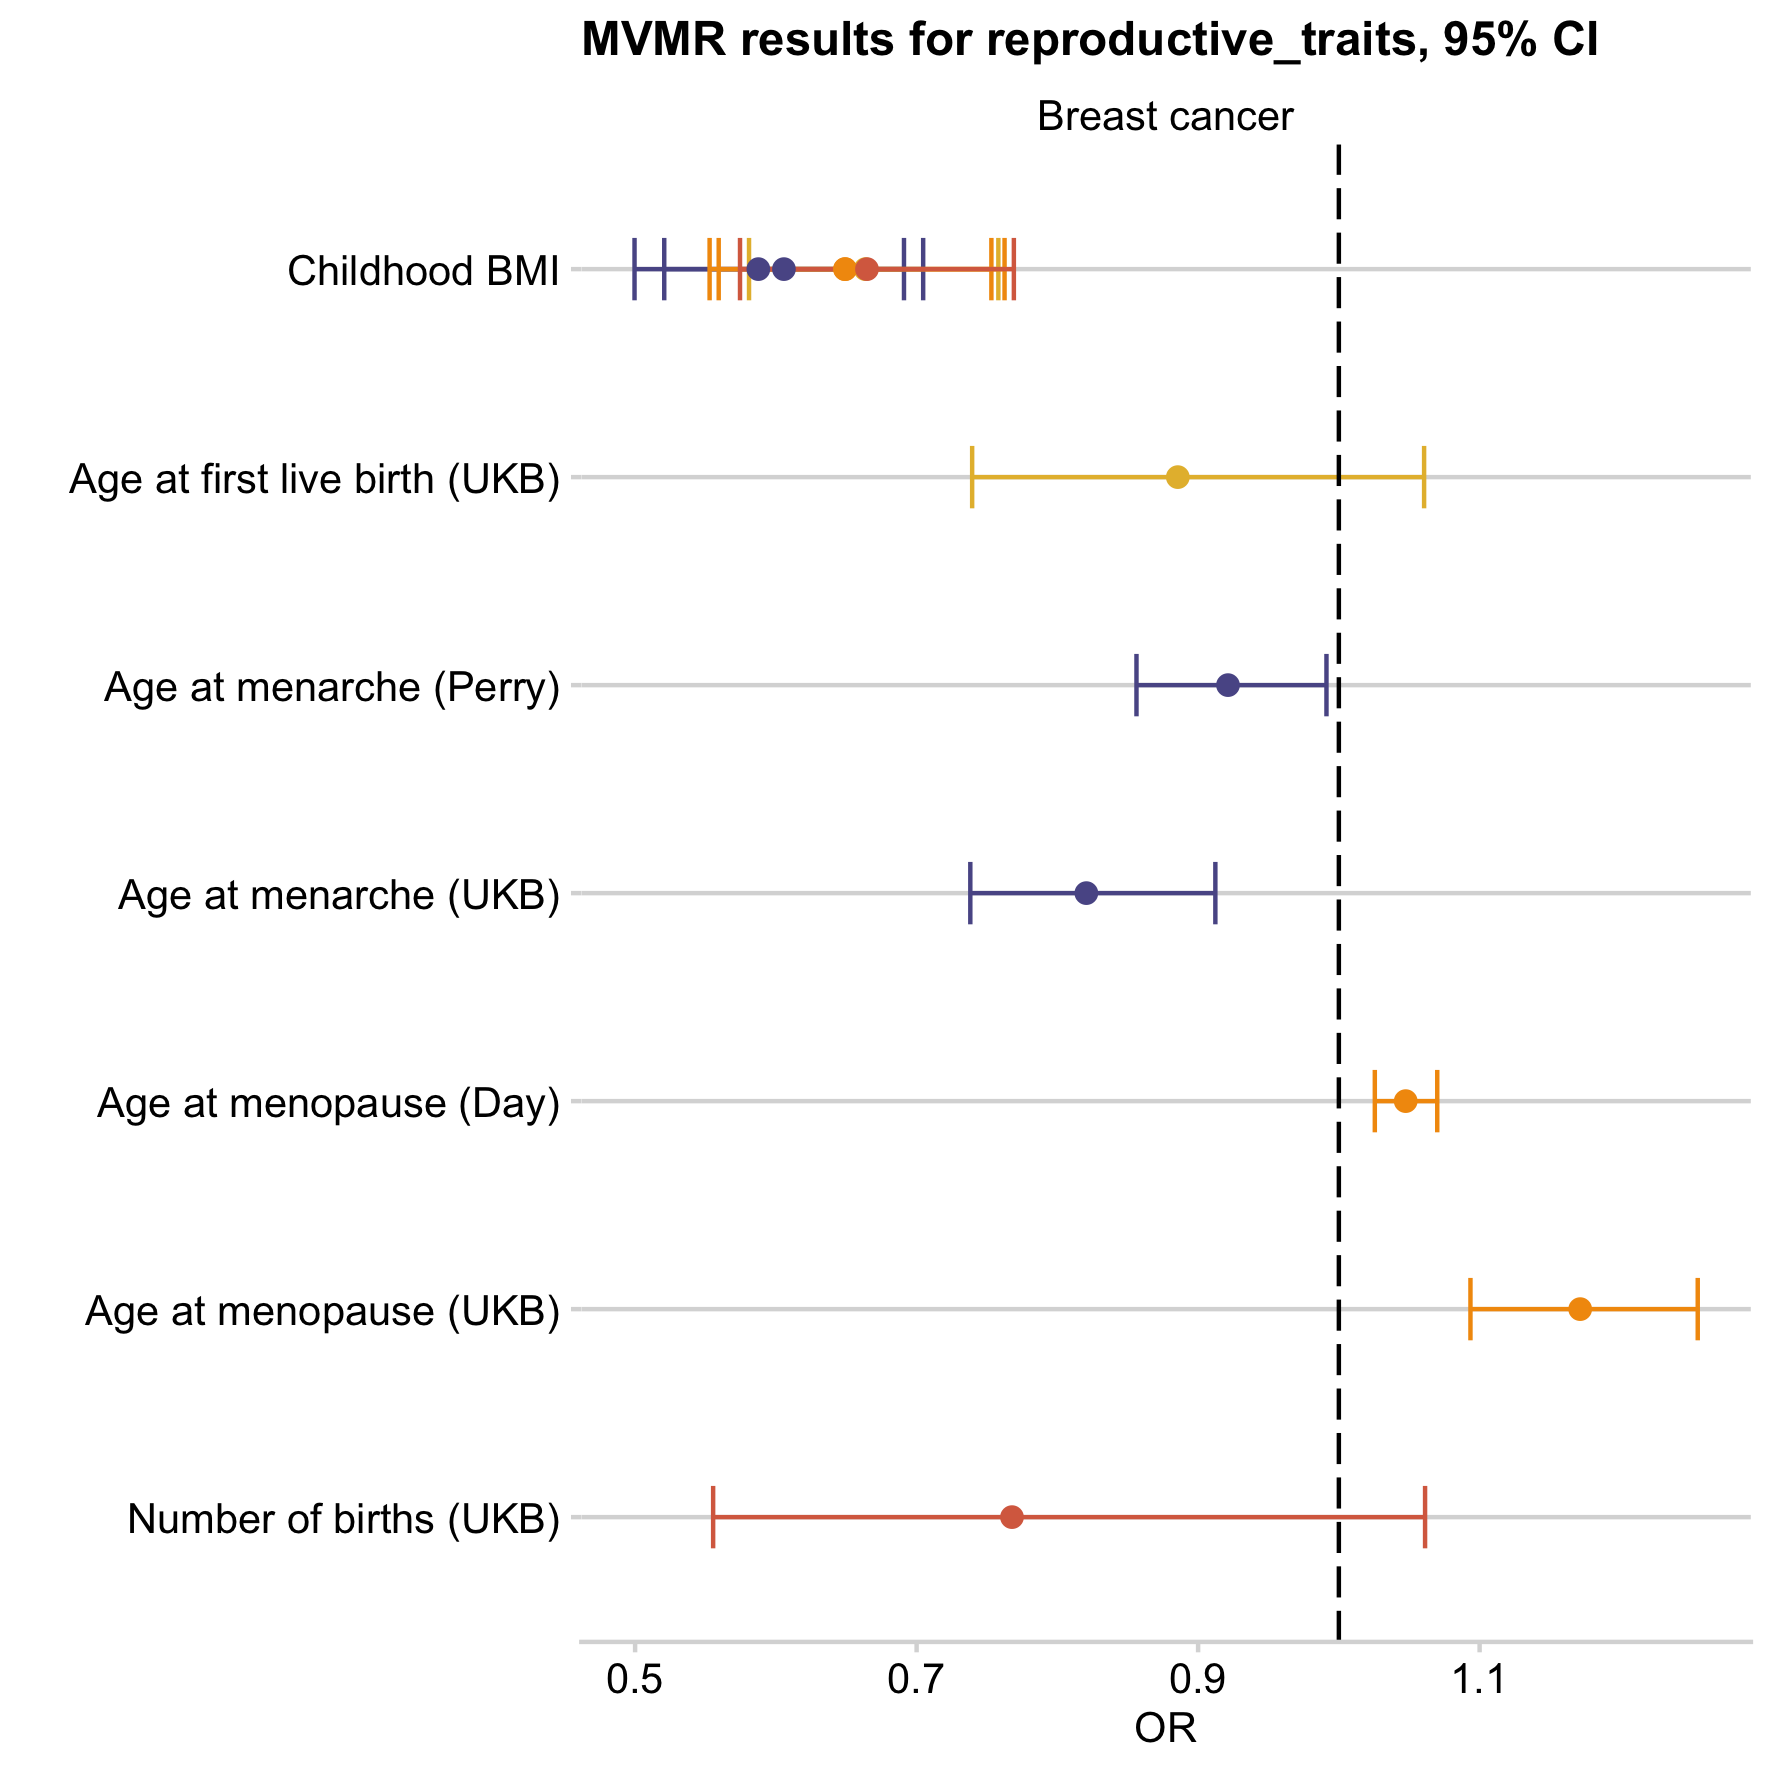 MVMR results for reproductive_traits, 95% CI
Breast cancer
Childhood BMI
Age at first live birth (UKB)
Age at menarche (Perry)
Age at menarche (UKB)
Age at menopause (Day)
Age at menopause (UKB)
Number of births (UKB)
0.5 0.7 0.9 1.1
OR